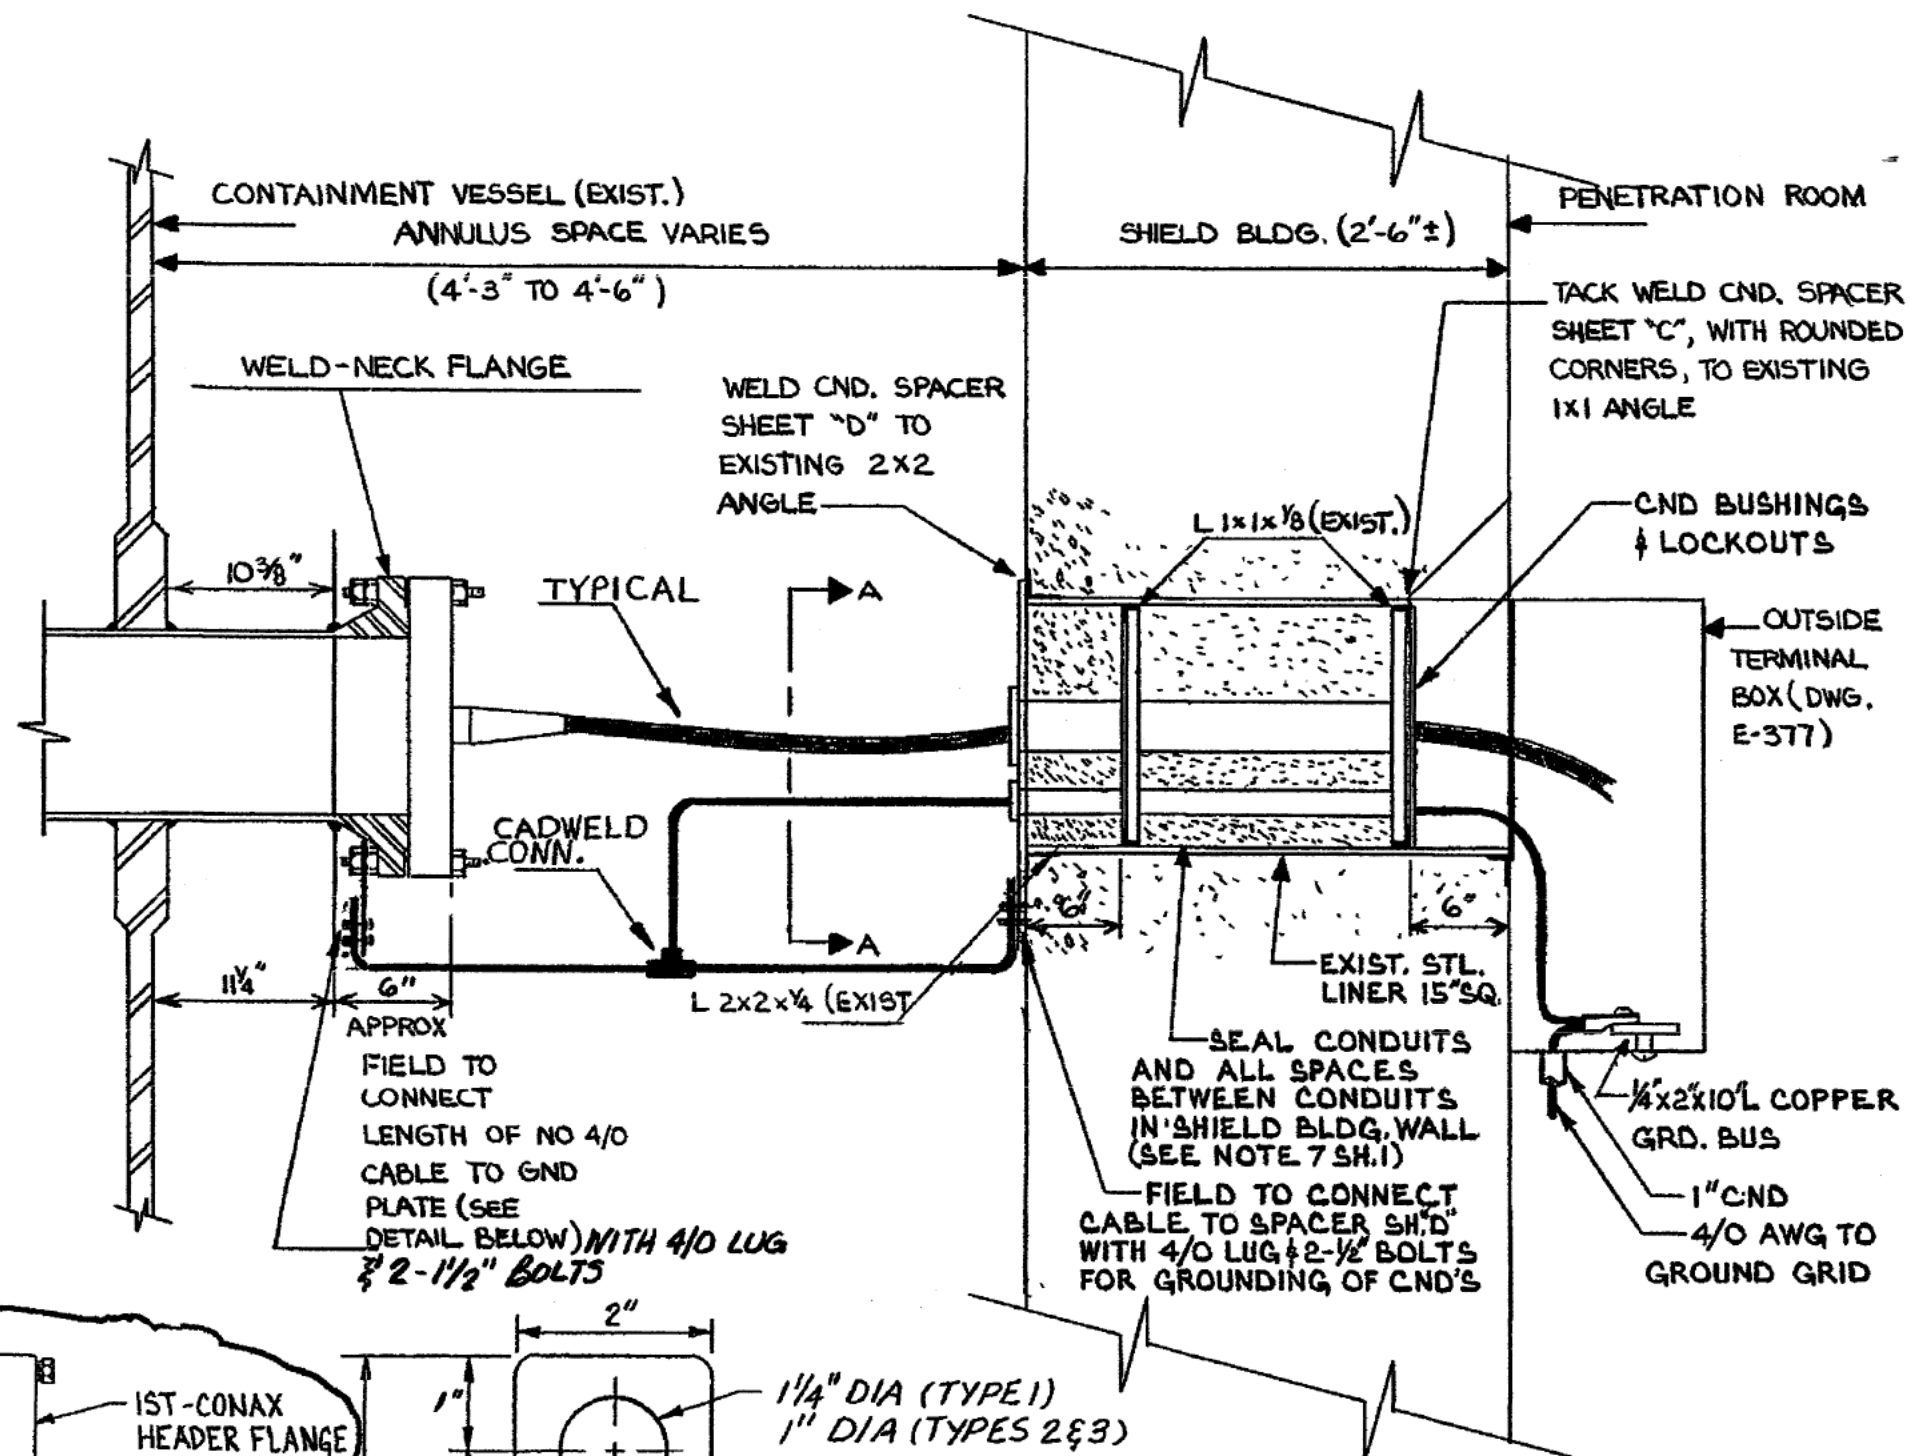 CONTAINMENT VESSEL (EXIST.)
ANNULUS SPACE VARIES
(4'-3" TO 4'-6")
SHIELD BLDG. (2'-6"±)
PENETRATION ROOM
TACK WELD CND. SPACER
SHEET "C", WITH ROUNDED
CORNERS, TO EXISTING
1X1 ANGLE
WELD-NECK FLANGE
WELD CND. SPACER
SHEET "D" TO
EXISTING 2X2
ANGLE
L 1x1x⅛ (EXIST.)
CND BUSHINGS
& LOCKOUTS
10⅜"
TYPICAL
A
OUTSIDE
TERMINAL
BOX (DWG.
E-377)
CADWELD
CONN.
A
6"
6"
11¼"
6"
APPROX
L 2x2x¼ (EXIST
EXIST. STL.
LINER 15"SQ.
FIELD TO
CONNECT
LENGTH OF NO 4/0
CABLE TO GND
PLATE (SEE
DETAIL BELOW) WITH 4/0 LUG
& 2-1/2" BOLTS
SEAL CONDUITS
AND ALL SPACES
BETWEEN CONDUITS
IN SHIELD BLDG. WALL
(SEE NOTE 7 SH.1)
FIELD TO CONNECT
CABLE TO SPACER SH."D"
WITH 4/0 LUG & 2-½" BOLTS
FOR GROUNDING OF CND'S
¼"x2"x10"L COPPER
GRD. BUS
1" CND
4/0 AWG TO
GROUND GRID
2"
1"
1¼" DIA (TYPE 1)
1" DIA (TYPES 2&3)
IST-CONAX
HEADER FLANGE